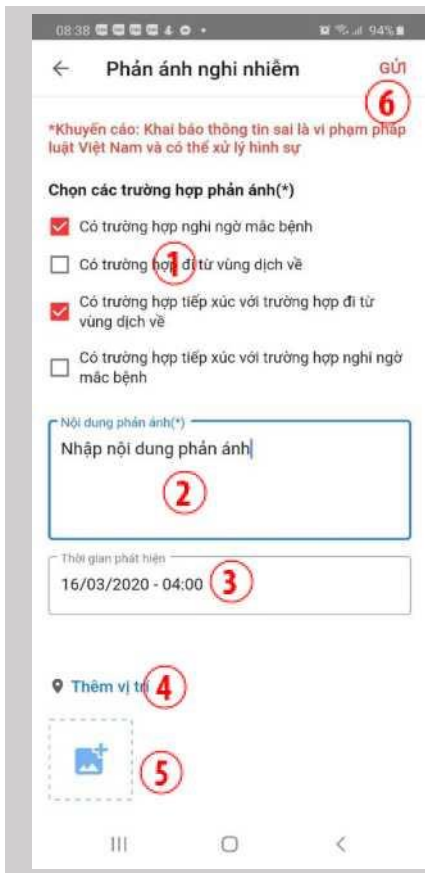 08:38 94%
Phản ánh nghi nhiễm GỬI
6
*Khuyến cáo: Khai báo thông tin sai là vi phạm pháp
luật Việt Nam và có thể xử lý hình sự
Chọn các trường hợp phản ánh(*)
Có trường hợp nghi ngờ mắc bệnh
Có trường hợp đi từ vùng dịch về
1
Có trường hợp tiếp xúc với trường hợp đi từ
vùng dịch về
Có trường hợp tiếp xúc với trường hợp nghi ngờ
mắc bệnh
Nội dung phản ánh(*)
Nhập nội dung phản ánh
2
Thời gian phát hiện
16/03/2020 - 04:00 3
Thêm vị trí 4
5